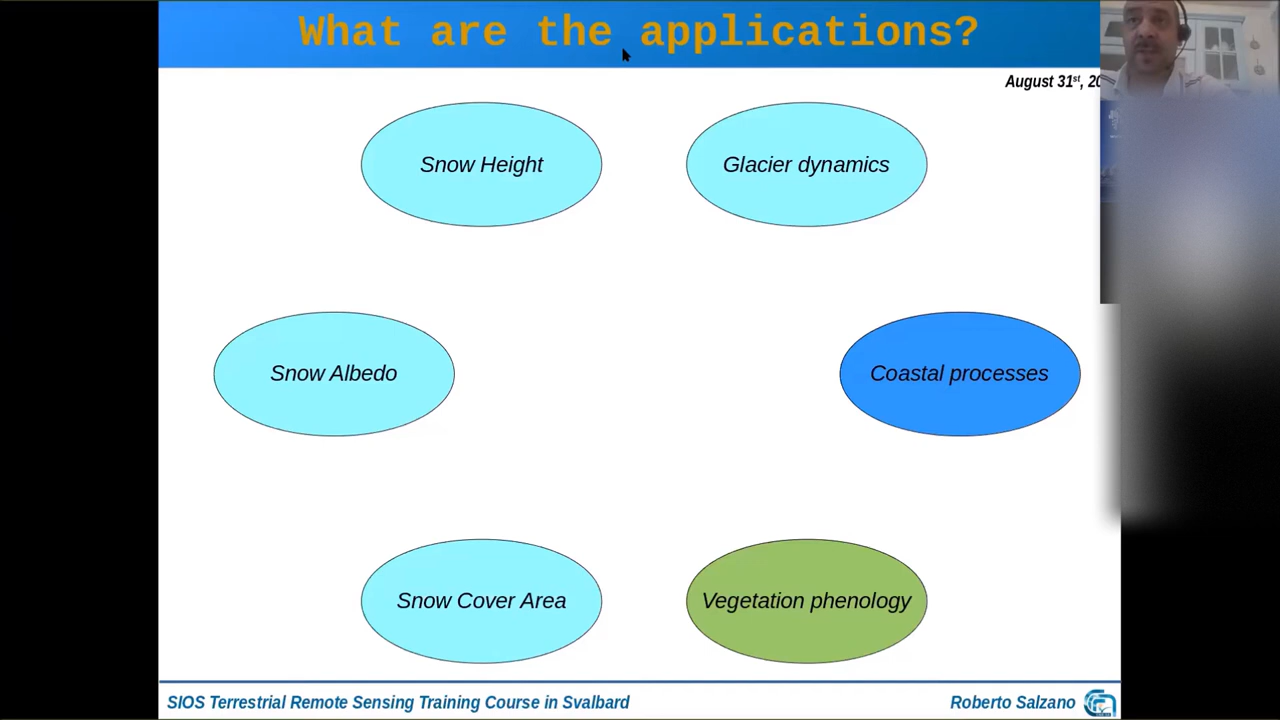 What are the applications?
August 31st, 20
Snow Height
Glacier dynamics
Snow Albedo
Coastal processes
Snow Cover Area
Vegetation phenology
SIOS Terrestrial Remote Sensing Training Course in Svalbard
Roberto Salzano